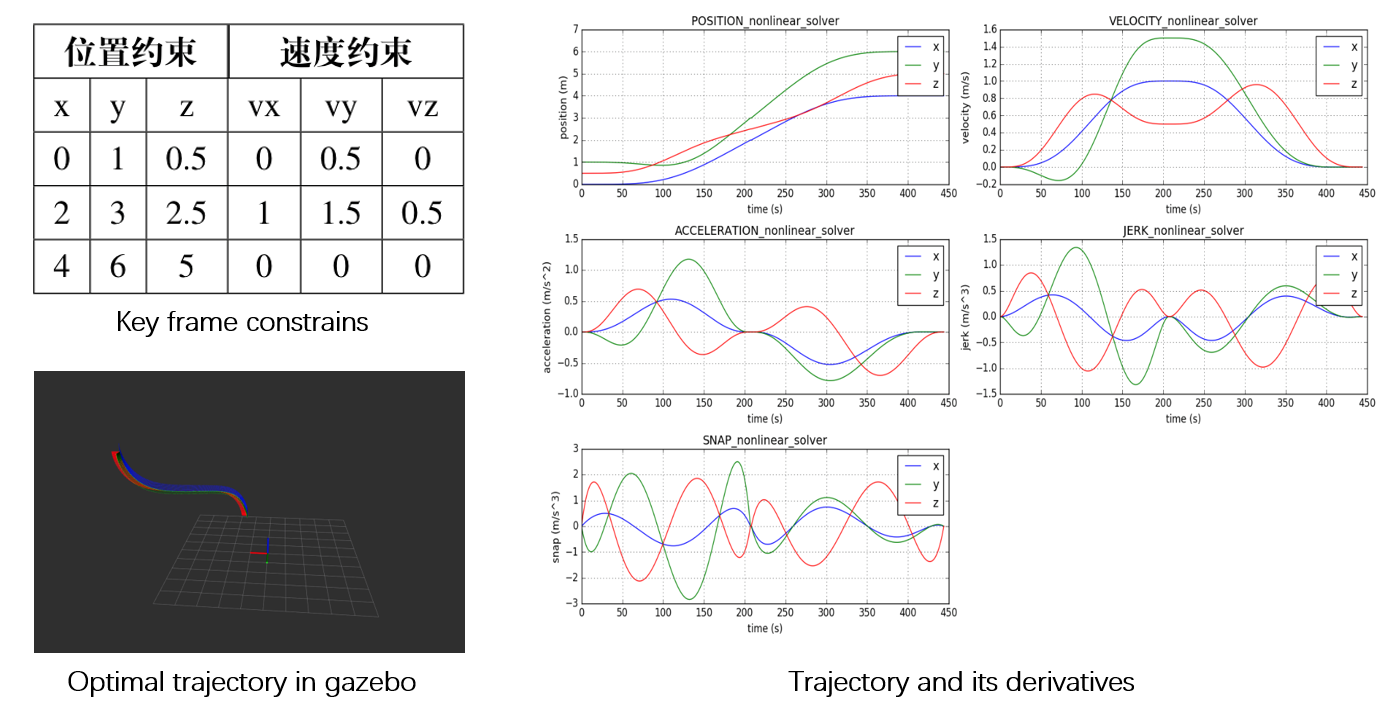 位置约束 速度约束
x y z vx vy vz
0 1 0.5 0 0.5 0
2 3 2.5 1 1.5 0.5
4 6 5 0 0 0
Key frame constrains
Optimal trajectory in gazebo
POSITION_nonlinear_solver
position (m)
7
6
5
4
3
2
1
0
0 50 100 150 200 250 300 350 400 450
time (s)
x
y
z
VELOCITY_nonlinear_solver
velocity (m/s)
1.6
1.4
1.2
1.0
0.8
0.6
0.4
0.2
0.0
−0.2
0 50 100 150 200 250 300 350 400 450
time (s)
x
y
z
ACCELERATION_nonlinear_solver
acceleration (m/s^2)
1.5
1.0
0.5
0.0
−0.5
−1.0
0 50 100 150 200 250 300 350 400 450
time (s)
x
y
z
JERK_nonlinear_solver
jerk (m/s^3)
1.5
1.0
0.5
0.0
−0.5
−1.0
−1.5
0 50 100 150 200 250 300 350 400 450
time (s)
x
y
z
SNAP_nonlinear_solver
snap (m/s^3)
3
2
1
0
−1
−2
−3
0 50 100 150 200 250 300 350 400 450
time (s)
x
y
z
Trajectory and its derivatives